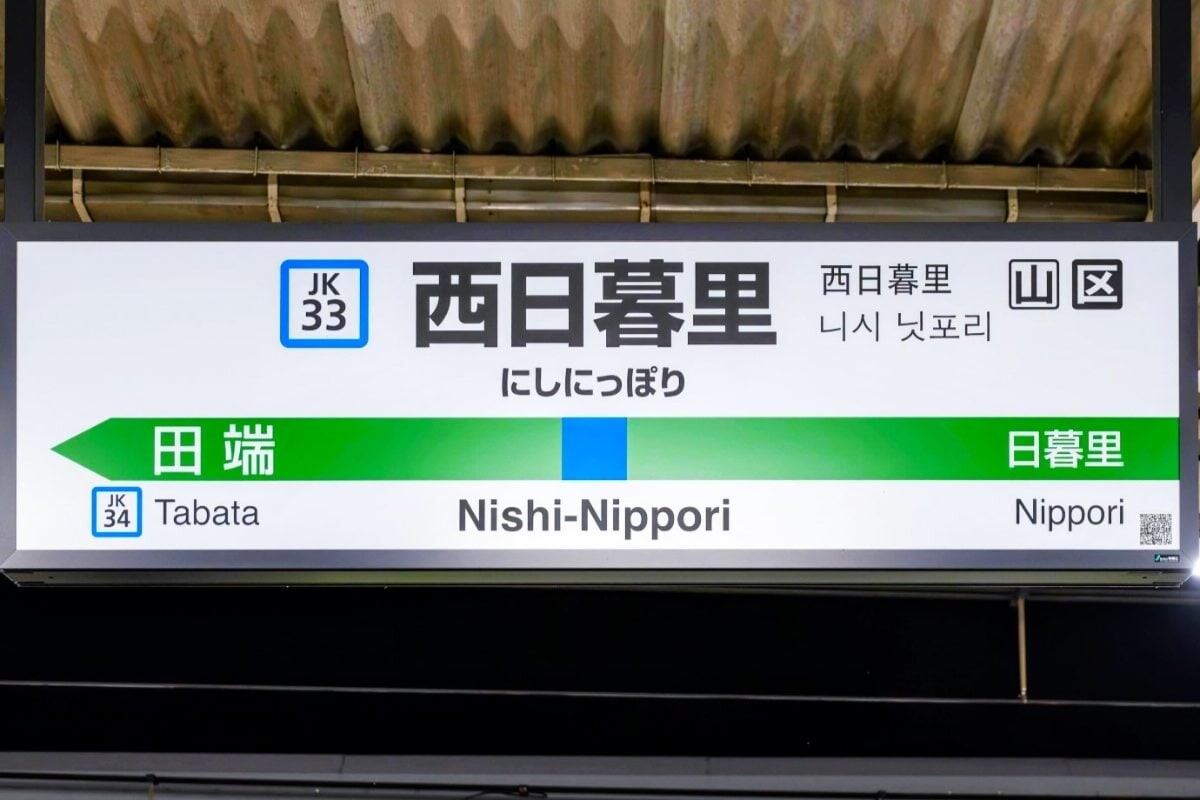 JK
33
西日暮里
西日暮里
니시 닛포리
山 区
にしにっぽり
田端
日暮里
JK
34
Tabata
Nishi-Nippori
Nippori